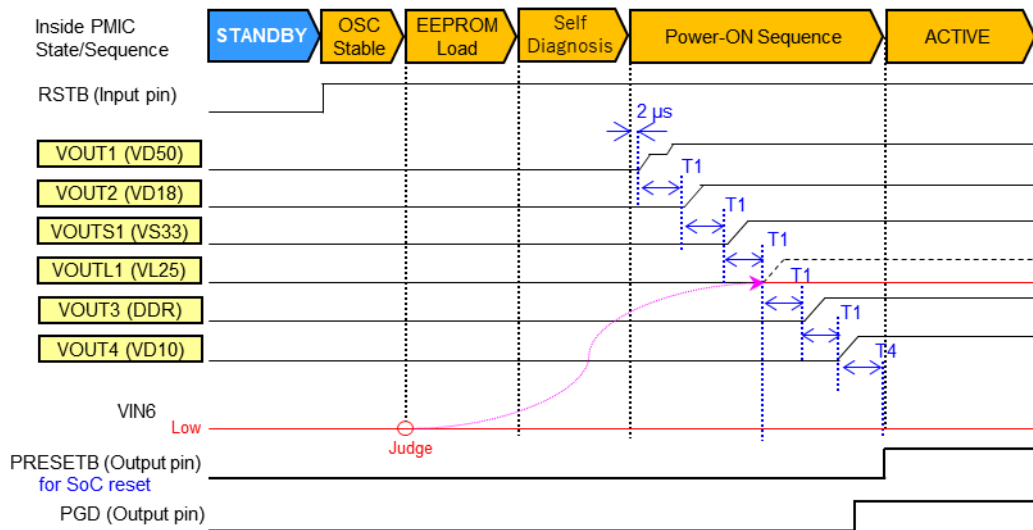 Inside PMIC
State/Sequence
STANDBY
OSC
Stable
EEPROM
Load
Self
Diagnosis
Power-ON Sequence
ACTIVE
RSTB (Input pin)
2 μs
VOUT1 (VD50)
T1
VOUT2 (VD18)
T1
VOUTS1 (VS33)
T1
VOUTL1 (VL25)
T1
VOUT3 (DDR)
T1
VOUT4 (VD10)
T4
VIN6
Low
Judge
PRESETB (Output pin)
for SoC reset
PGD (Output pin)